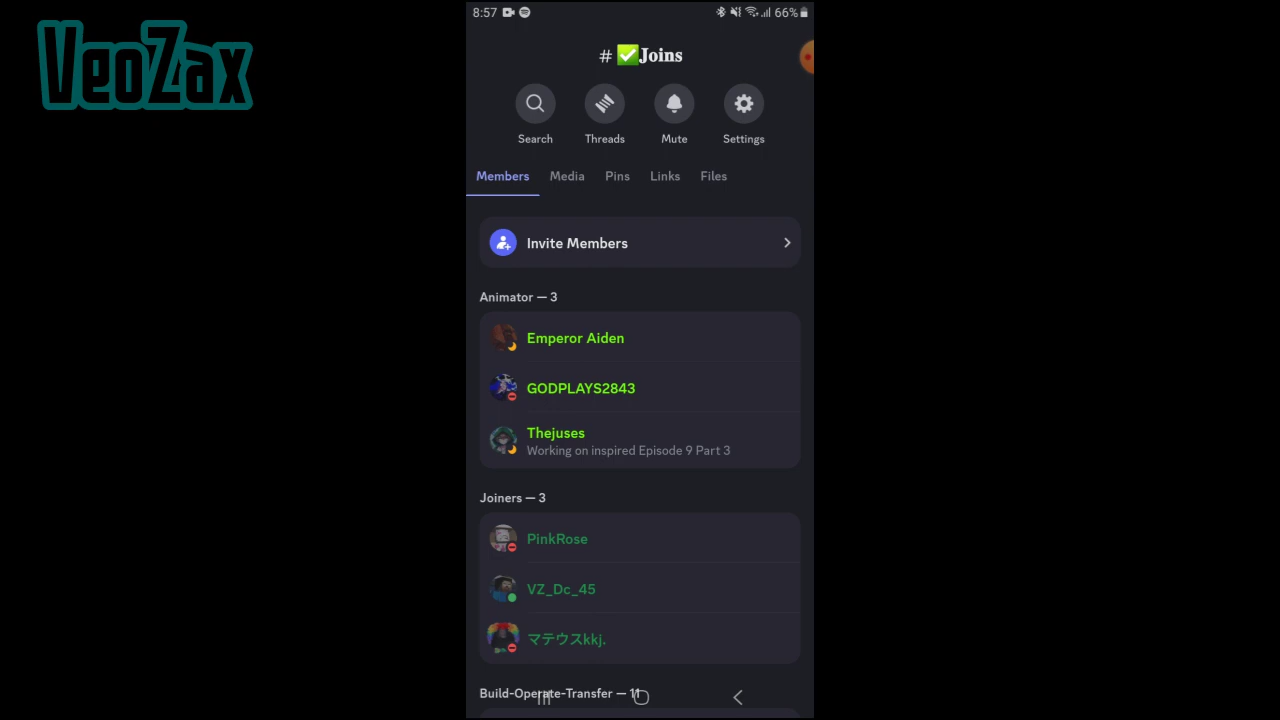 VeoZax
8:57
66%
# ✅Joins
Search
Threads
Mute
Settings
Members
Media
Pins
Links
Files
Invite Members
Animator — 3
Emperor Aiden
GODPLAYS2843
Thejuses
Working on inspired Episode 9 Part 3
Joiners — 3
PinkRose
VZ_Dc_45
マテウスkkj.
Build-Operate-Transfer — 11